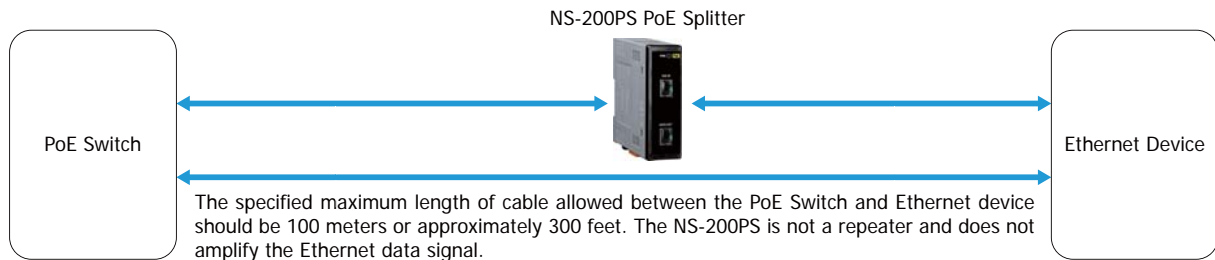 NS-200PS PoE Splitter
PoE Switch
Ethernet Device
The specified maximum length of cable allowed between the PoE Switch and Ethernet device
should be 100 meters or approximately 300 feet. The NS-200PS is not a repeater and does not
amplify the Ethernet data signal.